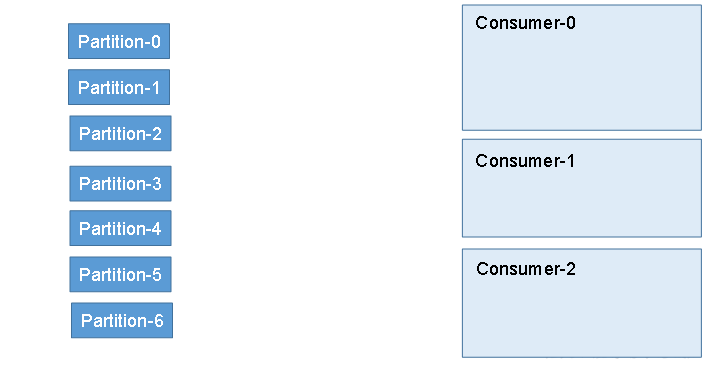 Partition-0
Partition-1
Partition-2
Partition-3
Partition-4
Partition-5
Partition-6
Consumer-0
Consumer-1
Consumer-2